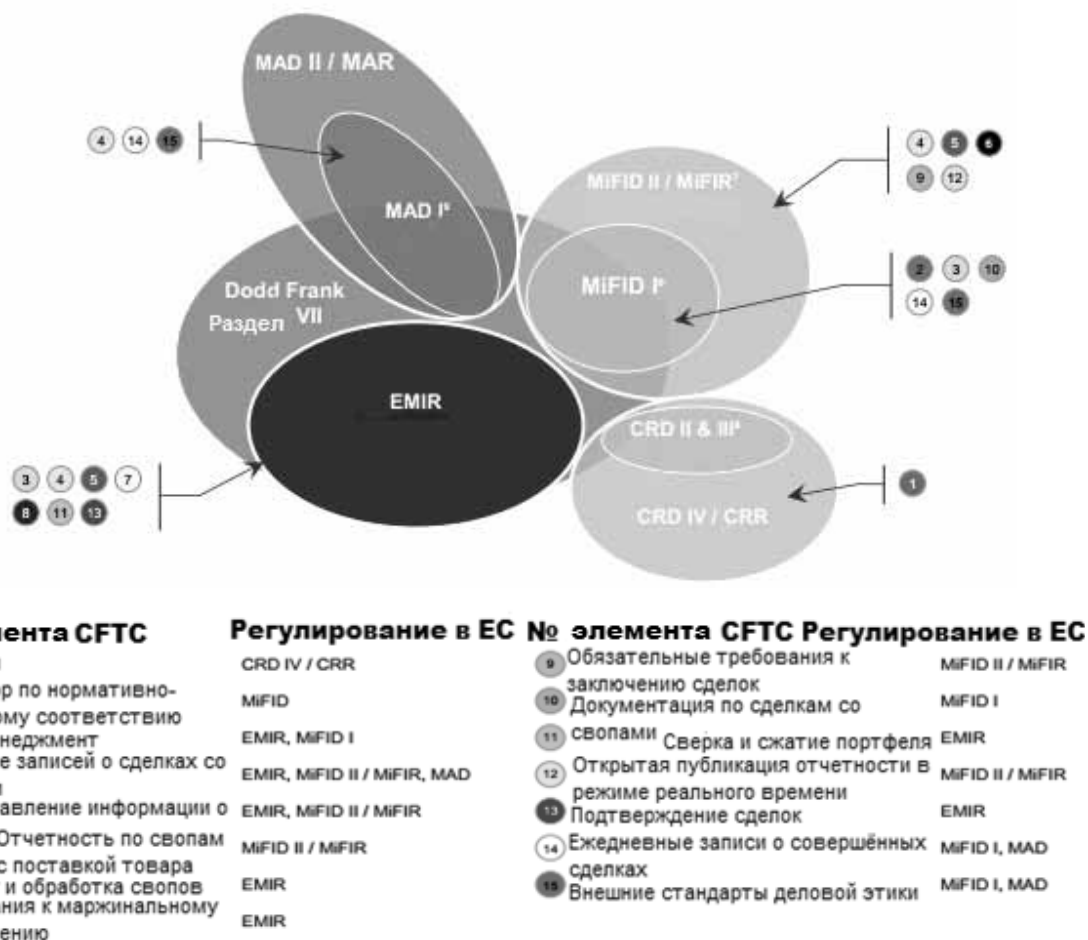 MAD II / MAR
4 14 15
4 5 6
9 12
MiFID II / MiFIR⁷
MAD I⁸
2 3 10
14 15
MiFID I⁶
Dodd Frank
Раздел VII
EMIR
CRD II & III⁸
3 4 5 7
8 11 13
1
CRD IV / CRR
мента CFTC Регулирование в ЕС № элемента CFTC Регулирование в ЕС
CRD IV / CRR
р по нормативно-
ому соответствию
MiFID
неджмент
EMIR, MiFID I
е записей о сделках со
EMIR, MiFID II / MiFIR, MAD
авление информации о
EMIR, MiFID II / MiFIR
Отчетность по свопам
MiFID II / MiFIR
с поставкой товара
и обработка свопов
EMIR
ания к маржинальному
ению
EMIR
9 Обязательные требования к
заключению сделок
MiFID II / MiFIR
10 Документация по сделкам со
свопами
MiFID I
11 Сверка и сжатие портфеля EMIR
12 Открытая публикация отчетности в
режиме реального времени
MiFID II / MiFIR
13 Подтверждение сделок EMIR
14 Ежедневные записи о совершённых
сделках
MiFID I, MAD
15 Внешние стандарты деловой этики MiFID I, MAD